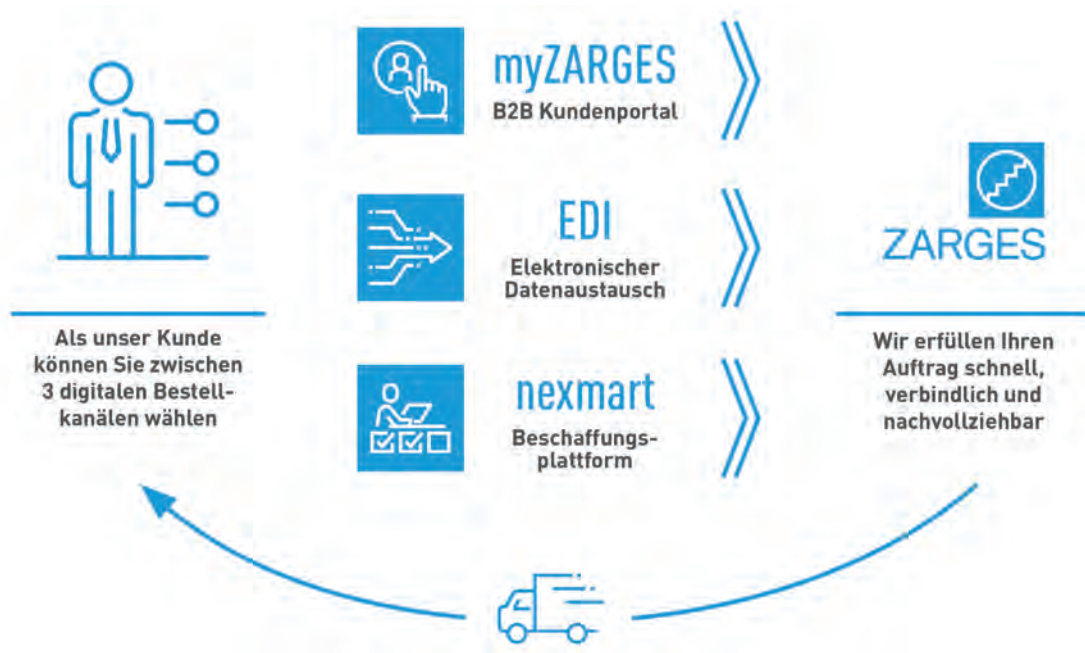 Als unser Kunde
können Sie zwischen
3 digitalen Bestell-
kanälen wählen
myZARGES
B2B Kundenportal
EDI
Elektronischer
Datenaustausch
nexmart
Beschaffungs-
plattform
ZARGES
Wir erfüllen Ihren
Auftrag schnell,
verbindlich und
nachvollziehbar